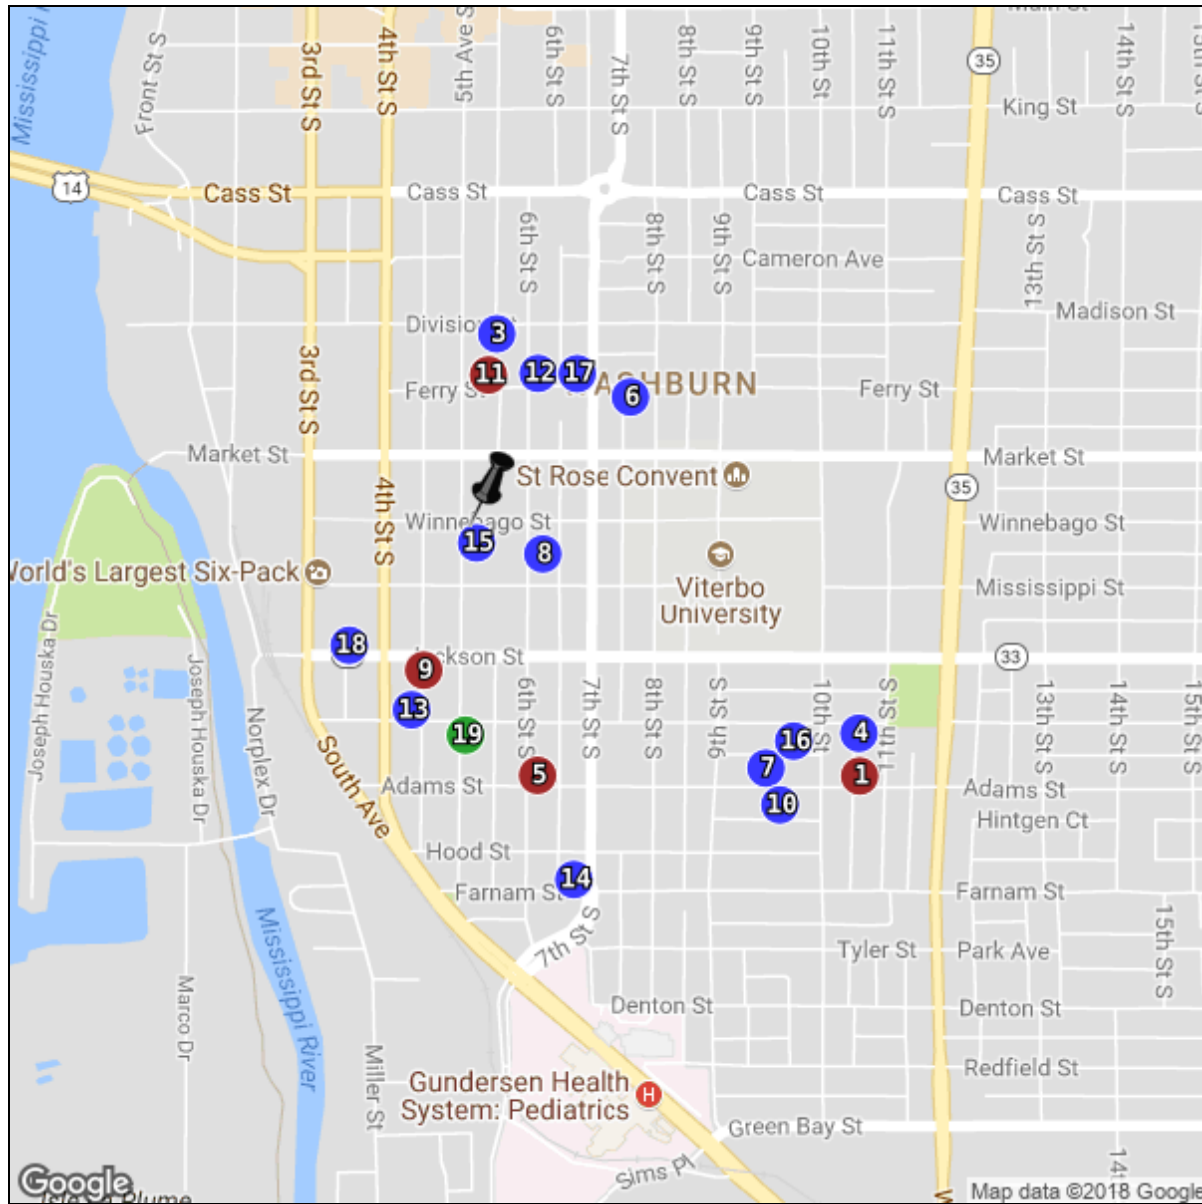 Main St
Mississippi
Front St S
3rd St S
4th St S
5th Ave S
6th St S
7th St S
8th St S
9th St S
10th St S
11th St S
14th St S
35
King St
14
Cass St
Cass St
Cass St
Cass St
6th St S
8th St S
9th St S
Cameron Ave
13th St S
Madison St
Division St
3
3rd St S
11
12
17
WASHBURN
Ferry St
6
Ferry St
Market St
Market St
St Rose Convent
35
4th St S
Winnebago St
Winnebago St
15
8
World's Largest Six-Pack
Viterbo
University
Mississippi St
18
Jackson St
33
9
Joseph Houska Dr
Joseph Houska Dr
Norplex Dr
13
19
6th St S
7th St S
8th St S
9th St S
10th St
11th St S
13th St S
14th St S
15th St S
16
4
7
1
5
10
South Ave
Adams St
Adams St
Hintgen Ct
Hood St
14
Farnam St
Farnam St
7th St S
15th St S
Tyler St
Park Ave
Mississippi River
Marco Dr
Denton St
Denton St
Miller St
Redfield St
Gundersen Health
System: Pediatrics
H
Green Bay St
Sims Pl
Google
Map data ©2018 Google